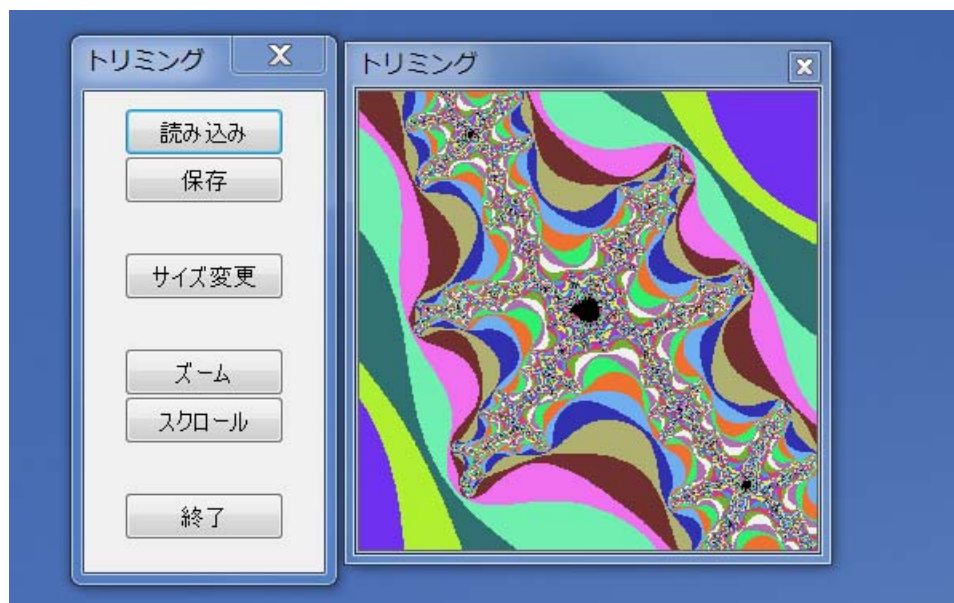 トリミング
読み込み
保存
サイズ変更
ズーム
スクロール
終了
トリミング